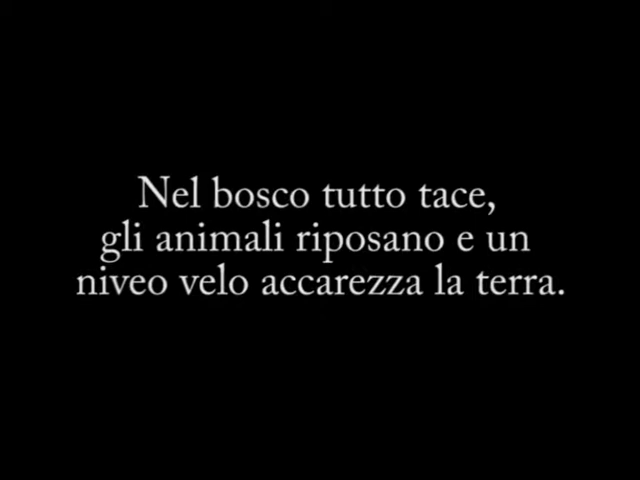 Nel bosco tutto tace,
gli animali riposano e un
niveo velo accarezza la terra.